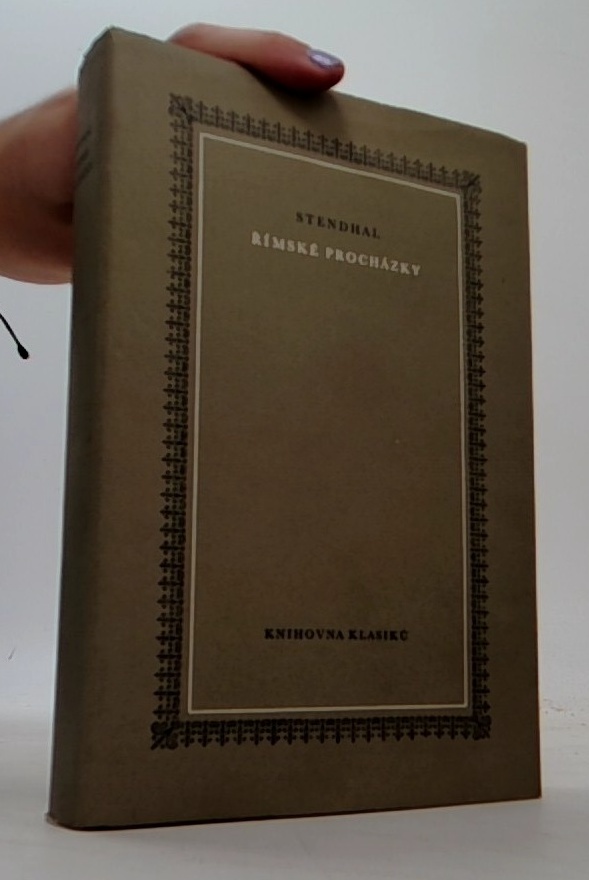 STENDHAL
ŘÍMSKÉ PROCHÁZKY
KNIHOVNA KLASIKŮ